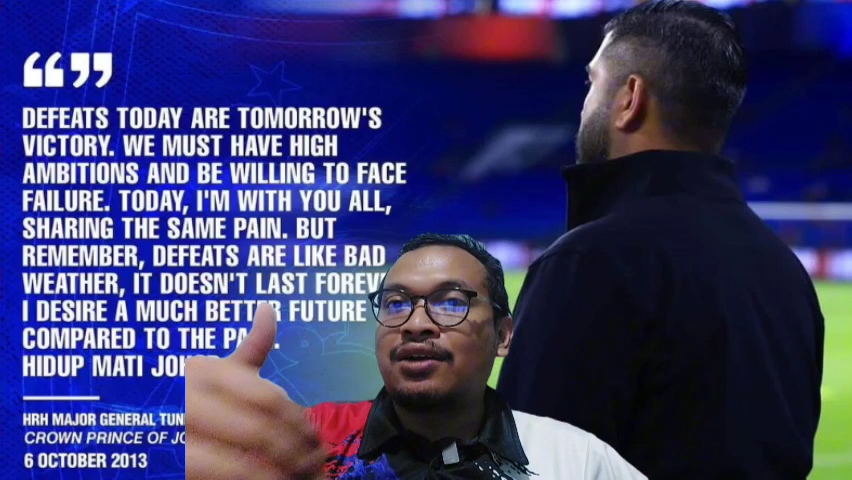 DEFEATS TODAY ARE TOMORROW'S
VICTORY. WE MUST HAVE HIGH
AMBITIONS AND BE WILLING TO FACE
FAILURE. TODAY, I'M WITH YOU ALL,
SHARING THE SAME PAIN. BUT
REMEMBER, DEFEATS ARE LIKE BAD
WEATHER, IT DOESN'T LAST
I DESIRE A MUCH BETTER FUTURE
COMPARED TO THE
HIDUP MATI
HRH MAJOR GENERAL
CROWN PRINCE OF
6 OCTOBER 2013